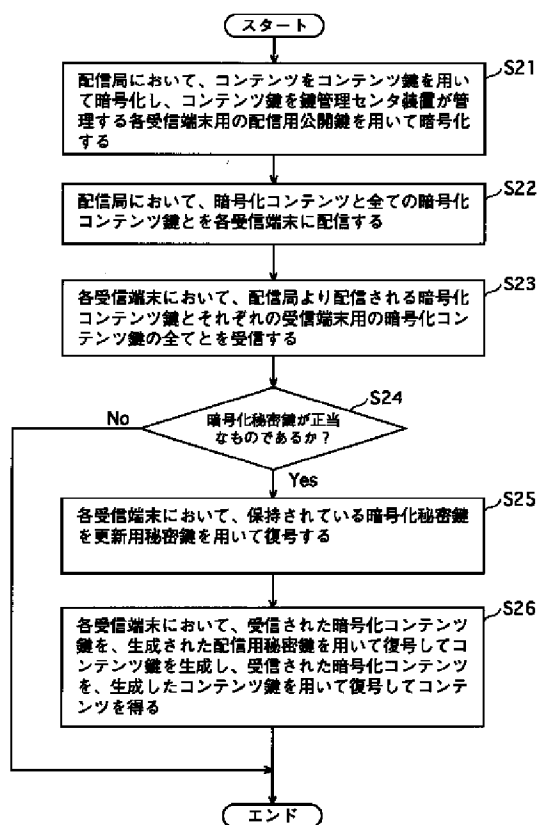 スタート
S21
配信局において、コンテンツをコンテンツ鍵を用い
て暗号化し、コンテンツ鍵を鍵管理センタ装置が管
理する各受信端末用の配信用公開鍵を用いて暗号化
する
S22
配信局において、暗号化コンテンツと全ての暗号化
コンテンツ鍵とを各受信端末に配信する
S23
各受信端末において、配信局より配信される暗号化
コンテンツ鍵とそれぞれの受信端末用の暗号化コン
テンツ鍵の全てとを受信する
S24
暗号化秘密鍵が正当
なものであるか?
No
Yes
S25
各受信端末において、保持されている暗号化秘密鍵
を更新用秘密鍵を用いて復号する
S26
各受信端末において、受信された暗号化コンテンツ
鍵を、生成された配信用秘密鍵を用いて復号してコ
ンテンツ鍵を生成し、受信された暗号化コンテンツ
を、生成したコンテンツ鍵を用いて復号してコンテ
ンツを得る
エンド